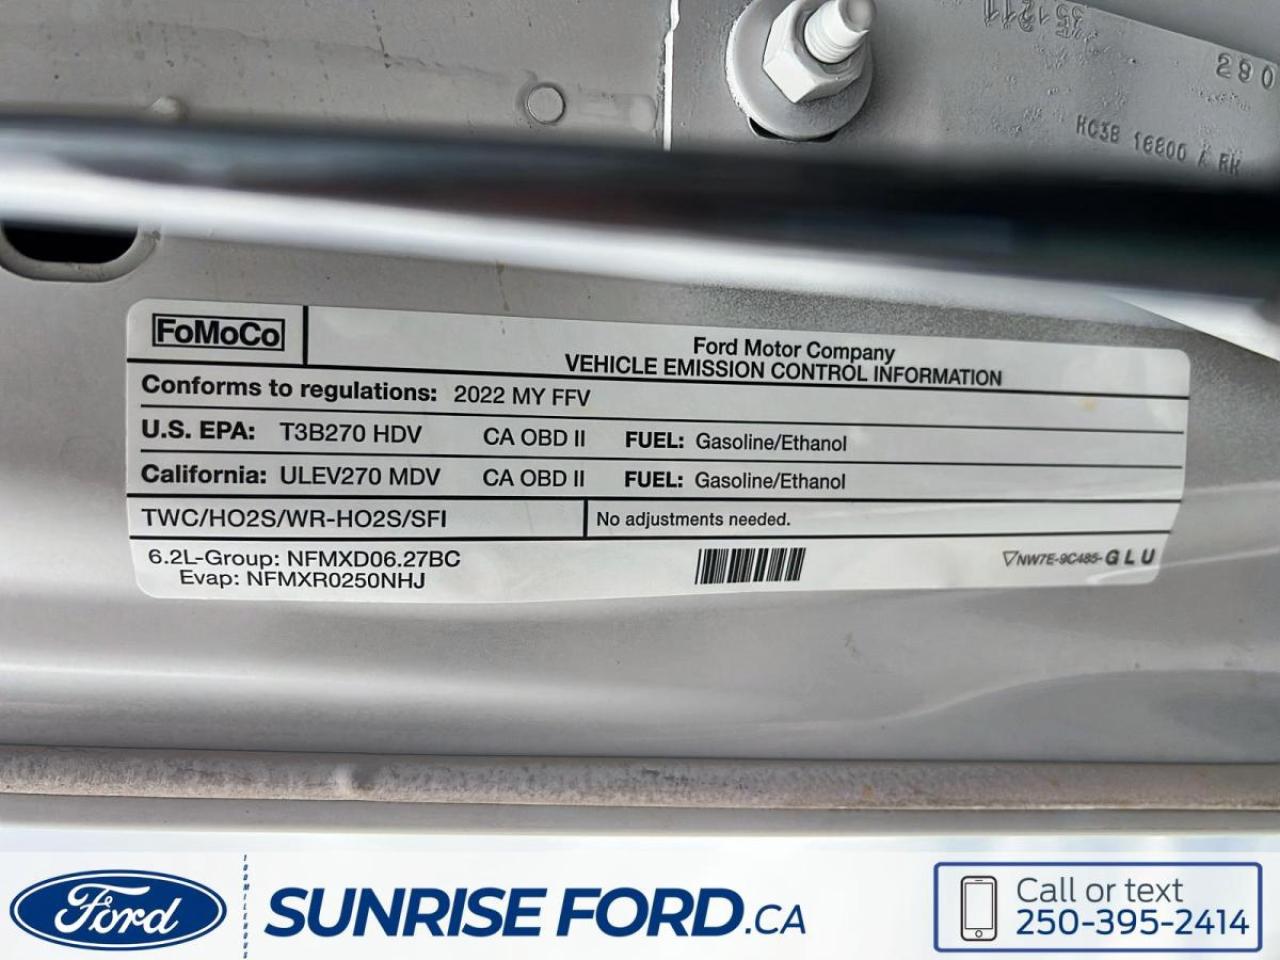 280
HC3B 16800 A RH
FoMoCo
Ford Motor Company
VEHICLE EMISSION CONTROL INFORMATION
Conforms to regulations: 2022 MY FFV
U.S. EPA: T3B270 HDV CA OBD II FUEL: Gasoline/Ethanol
California: ULEV270 MDV CA OBD II FUEL: Gasoline/Ethanol
TWC/HO2S/WR-HO2S/SFI No adjustments needed.
6.2L-Group: NFMXD06.27BC
Evap: NFMXR0250NHJ
NW7E-9C485-GLU
Ford
SUNRISE FORD.CA
Call or text
250-395-2414